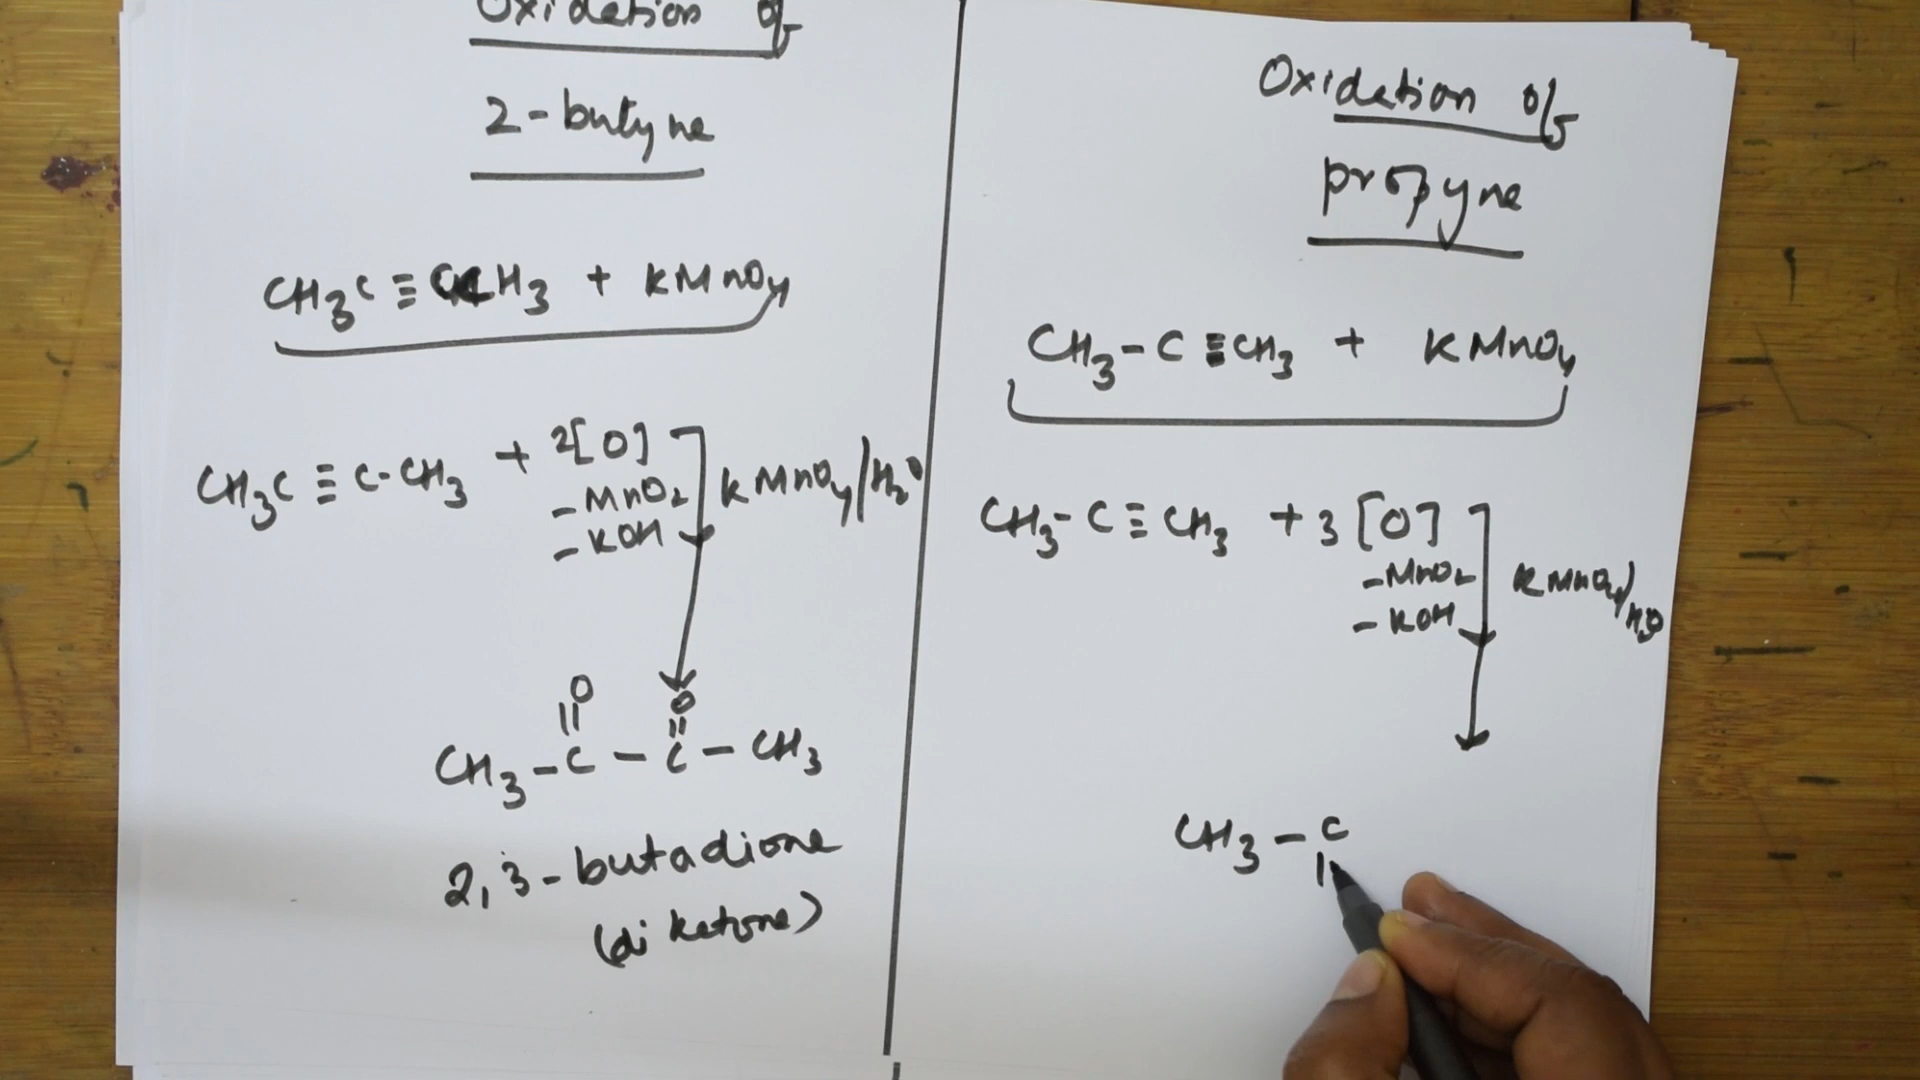 Oxidation of
2-butyne
CH3C ≡ CCH3 + KMnO4
CH3C ≡ C-CH3 + 2[O]
-MnO2
-KOH
KMnO4/H2O
O O
CH3-C-C-CH3
2,3-butadione
(di ketone)
Oxidation of
propyne
CH3-C≡CH3 + KMnO4
CH3-C≡CH3 + 3[O]
-MnO2
-KOH
KMnO4/H2O
CH3-C